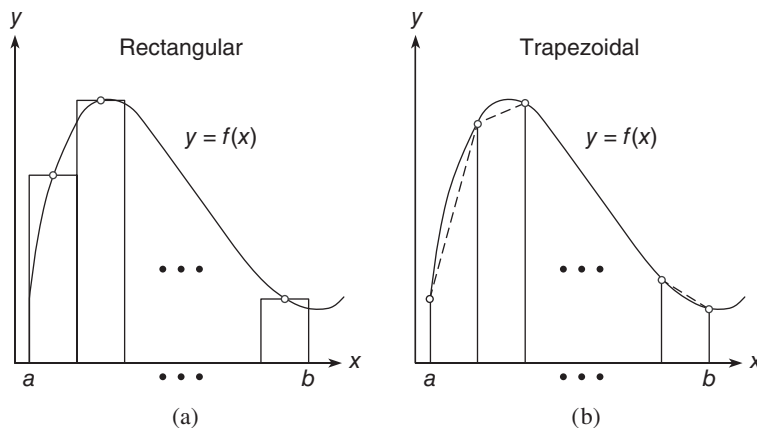 y
Rectangular
y = f(x)
• • •
a
• • •
b
x
(a)
y
Trapezoidal
y = f(x)
• • •
a
• • •
b
x
(b)